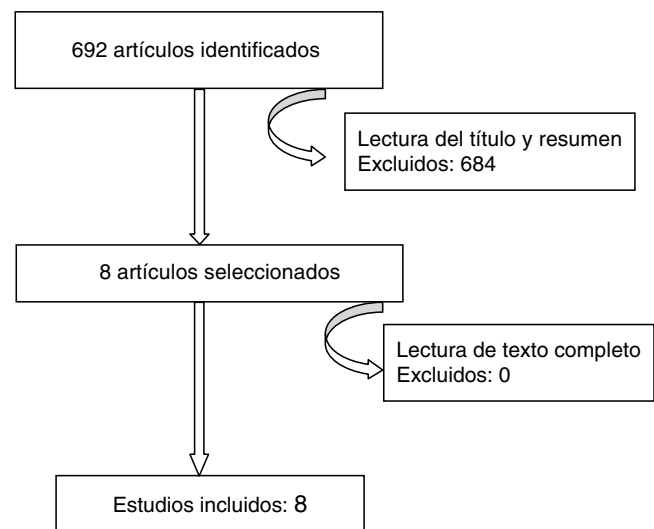 692 artículos identificados
Lectura del título y resumen
Excluidos: 684
8 artículos seleccionados
Lectura de texto completo
Excluidos: 0
Estudios incluidos: 8